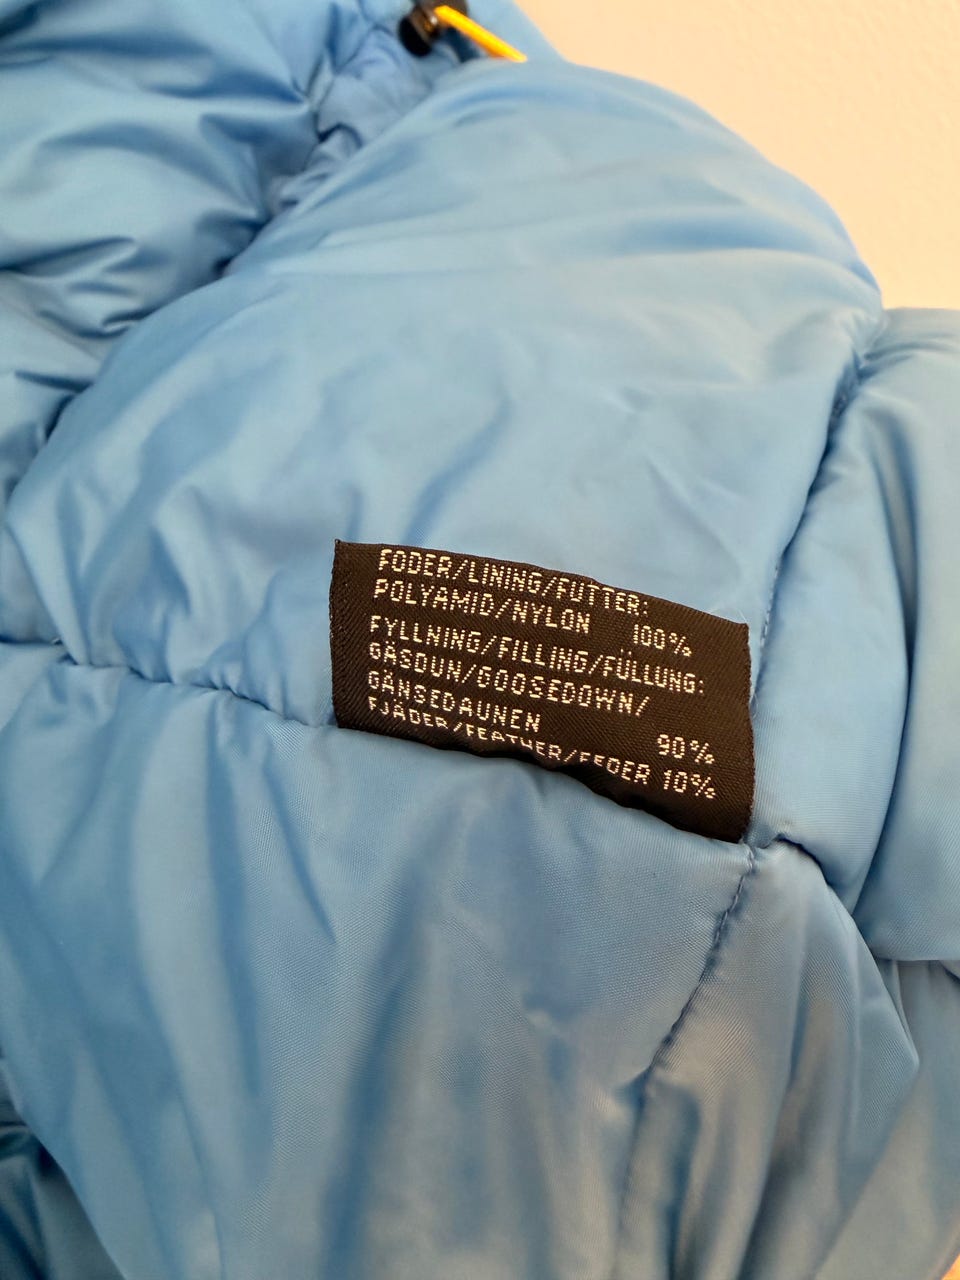 FODER/LINING/FUTTER:
POLYAMID/NYLON 100%
FYLLNING/FILLING/FÜLLUNG:
GÅSDUN/GOOSEDOWN/
GÄNSEDAUNEN 90%
FJÄDER/FEATHER/FEDER 10%